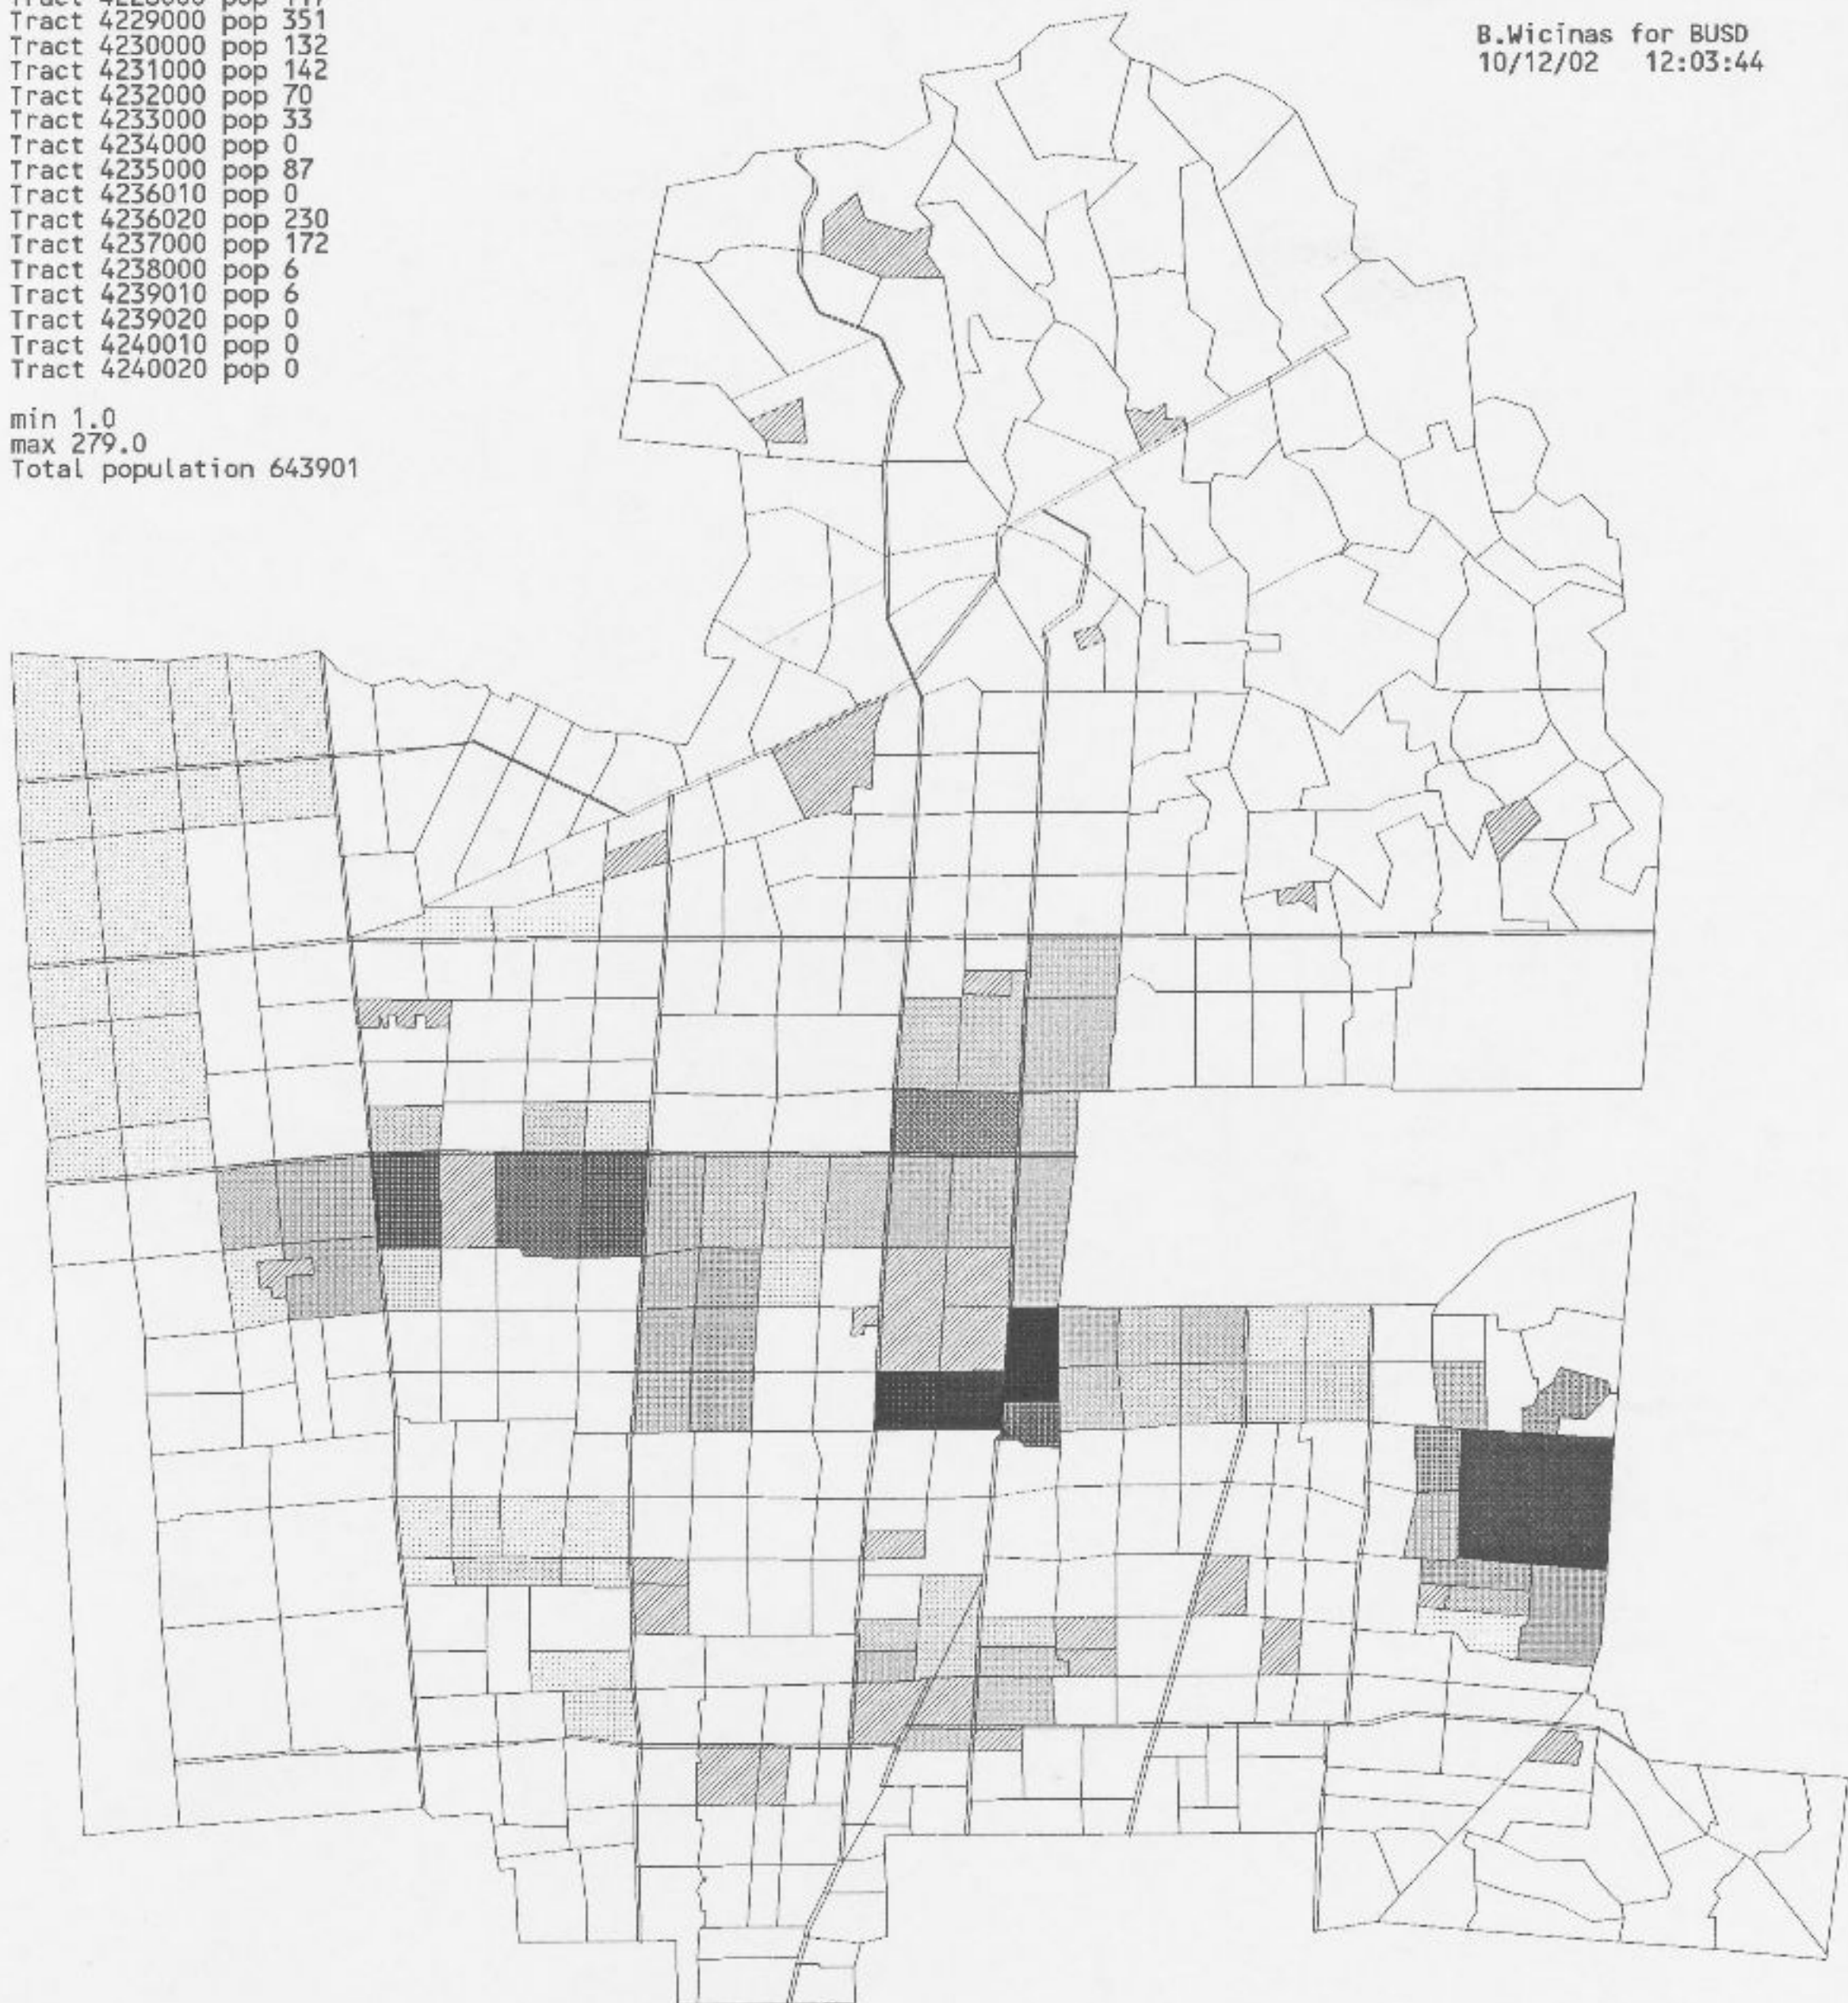 Tract 4229000 pop 351
Tract 4230000 pop 132
Tract 4231000 pop 142
Tract 4232000 pop 70
Tract 4233000 pop 33
Tract 4234000 pop 0
Tract 4235000 pop 87
Tract 4236010 pop 0
Tract 4236020 pop 230
Tract 4237000 pop 172
Tract 4238000 pop 6
Tract 4239010 pop 6
Tract 4239020 pop 0
Tract 4240010 pop 0
Tract 4240020 pop 0
min 1.0
max 279.0
Total population 643901
B.Wicinas for BUSD
10/12/02 12:03:44